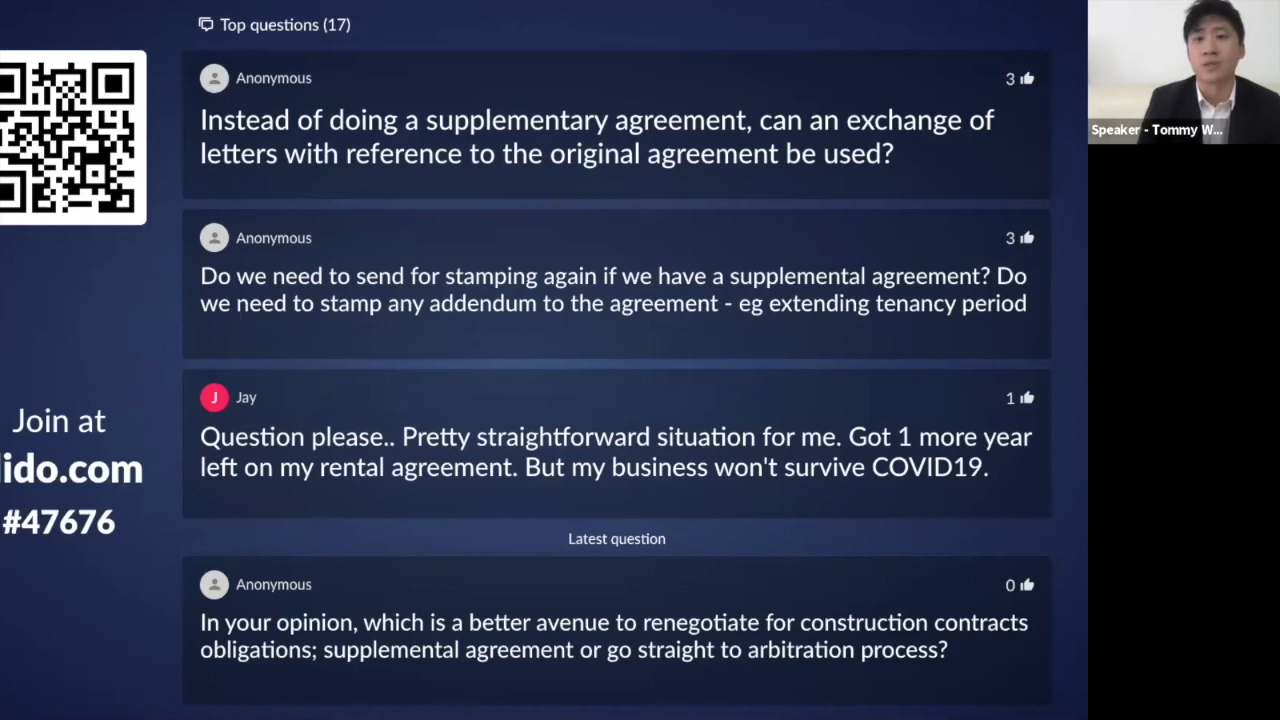 Top questions (17)
Anonymous
3
Instead of doing a supplementary agreement, can an exchange of
letters with reference to the original agreement be used?
Anonymous
3
Do we need to send for stamping again if we have a supplemental agreement? Do
we need to stamp any addendum to the agreement - eg extending tenancy period
J Jay
1
Question please.. Pretty straightforward situation for me. Got 1 more year
left on my rental agreement. But my business won't survive COVID19.
Latest question
Anonymous
0
In your opinion, which is a better avenue to renegotiate for construction contracts
obligations; supplemental agreement or go straight to arbitration process?
Join at
lido.com
#47676
Speaker - Tommy W...